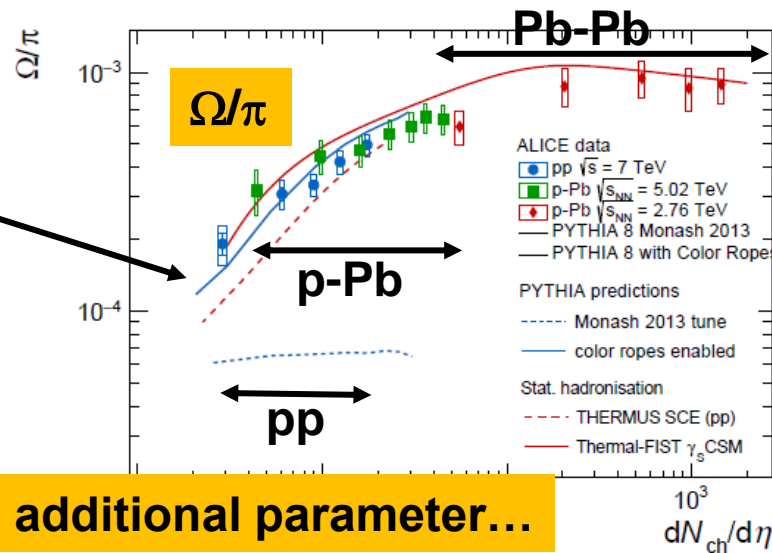 Pb-Pb
Ω/π
10⁻³
Ω/π
ALICE data
pp √s = 7 TeV
p-Pb √sNN = 5.02 TeV
p-Pb √sNN = 2.76 TeV
PYTHIA 8 Monash 2013
PYTHIA 8 with Color Ropes
p-Pb
10⁻⁴
PYTHIA predictions
Monash 2013 tune
color ropes enabled
pp
Stat. hadronisation
THERMUS SCE (pp)
Thermal-FIST γsCSM
additional parameter...
10³
dNch/dη